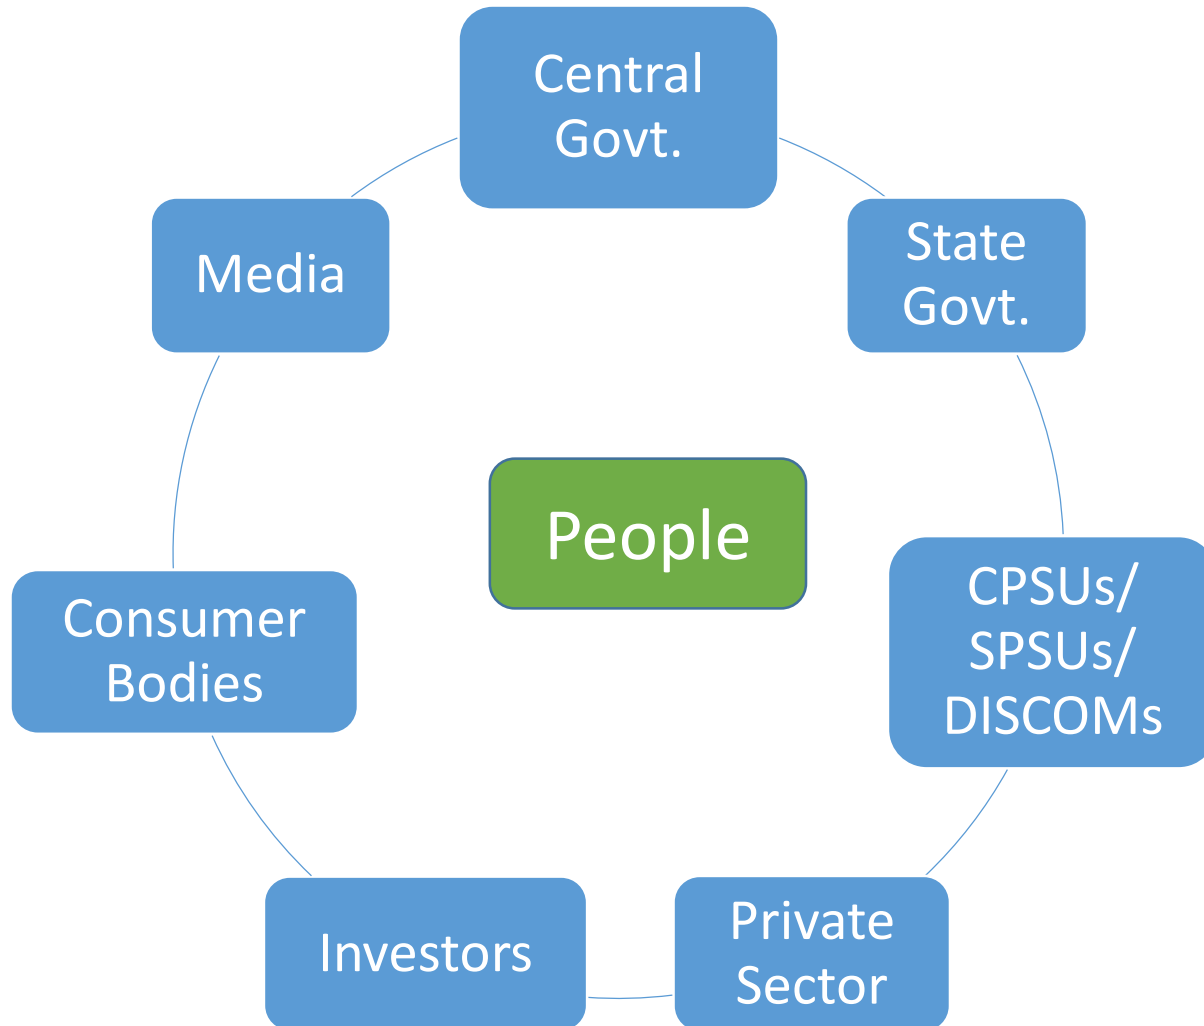 Central
Govt.
State
Govt.
CPSUs/
SPSUs/
DISCOMs
Private
Sector
Investors
Consumer
Bodies
Media
People